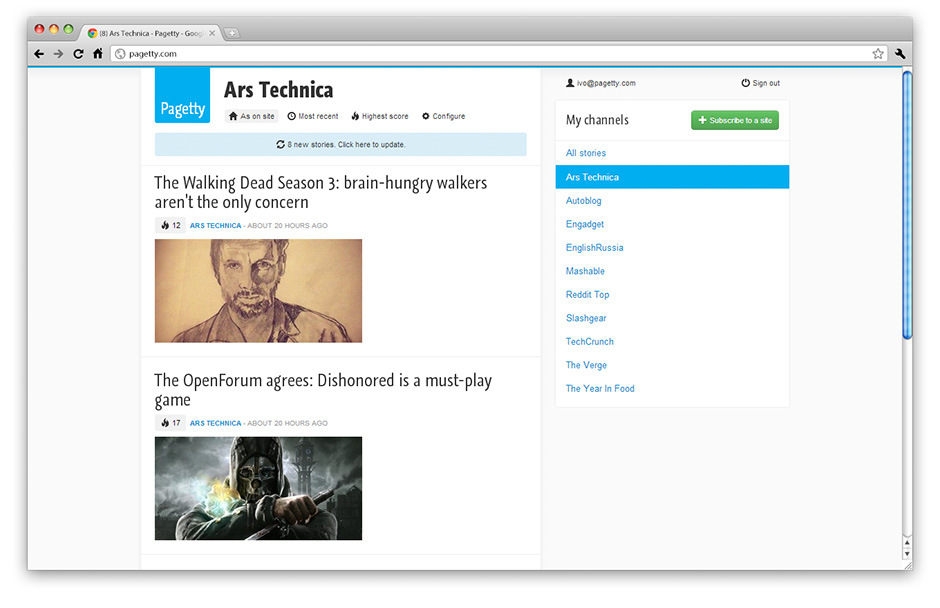 (8) Ars Technica - Pagetty - Goog
pagetty.com
Pagetty
Ars Technica
As on site
Most recent
Highest score
Configure
8 new stories. Click here to update.
The Walking Dead Season 3: brain-hungry walkers
aren't the only concern
12 ARS TECHNICA - ABOUT 20 HOURS AGO
The OpenForum agrees: Dishonored is a must-play
game
17 ARS TECHNICA - ABOUT 20 HOURS AGO
ivo@pagetty.com
Sign out
My channels
Subscribe to a site
All stories
Ars Technica
Autoblog
Engadget
EnglishRussia
Mashable
Reddit Top
Slashgear
TechCrunch
The Verge
The Year In Food